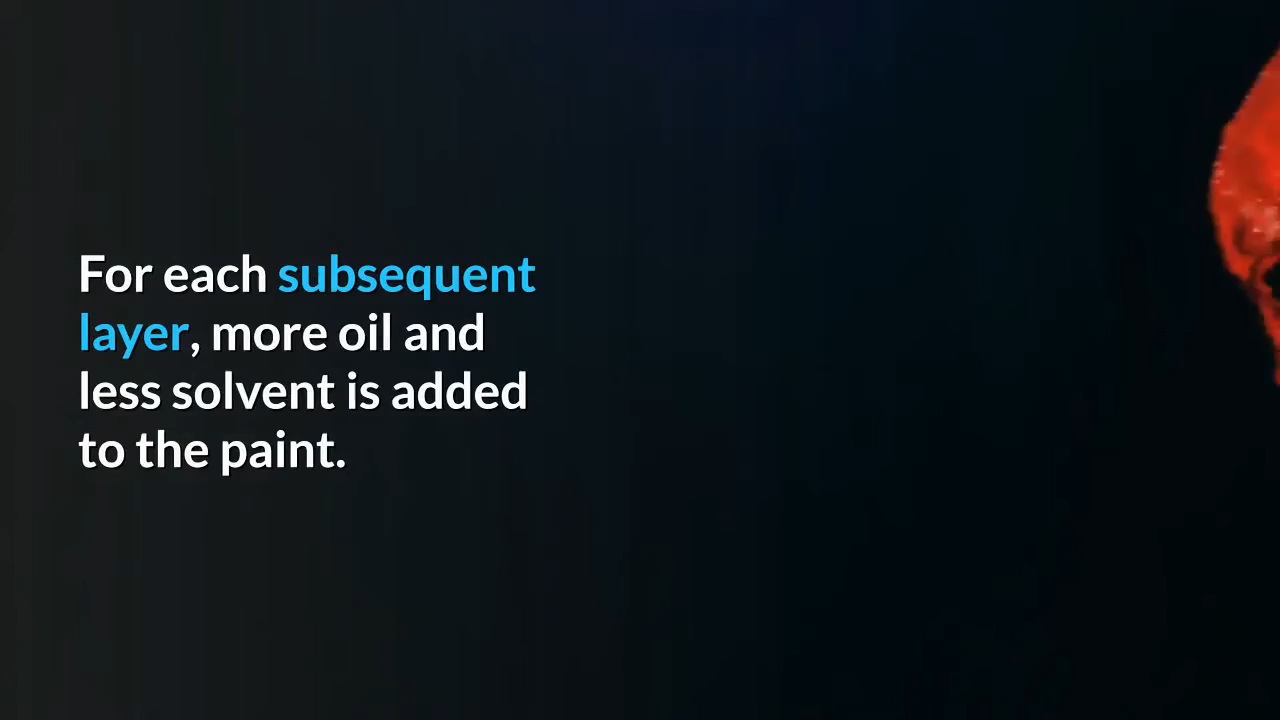 For each subsequent
layer, more oil and
less solvent is added
to the paint.